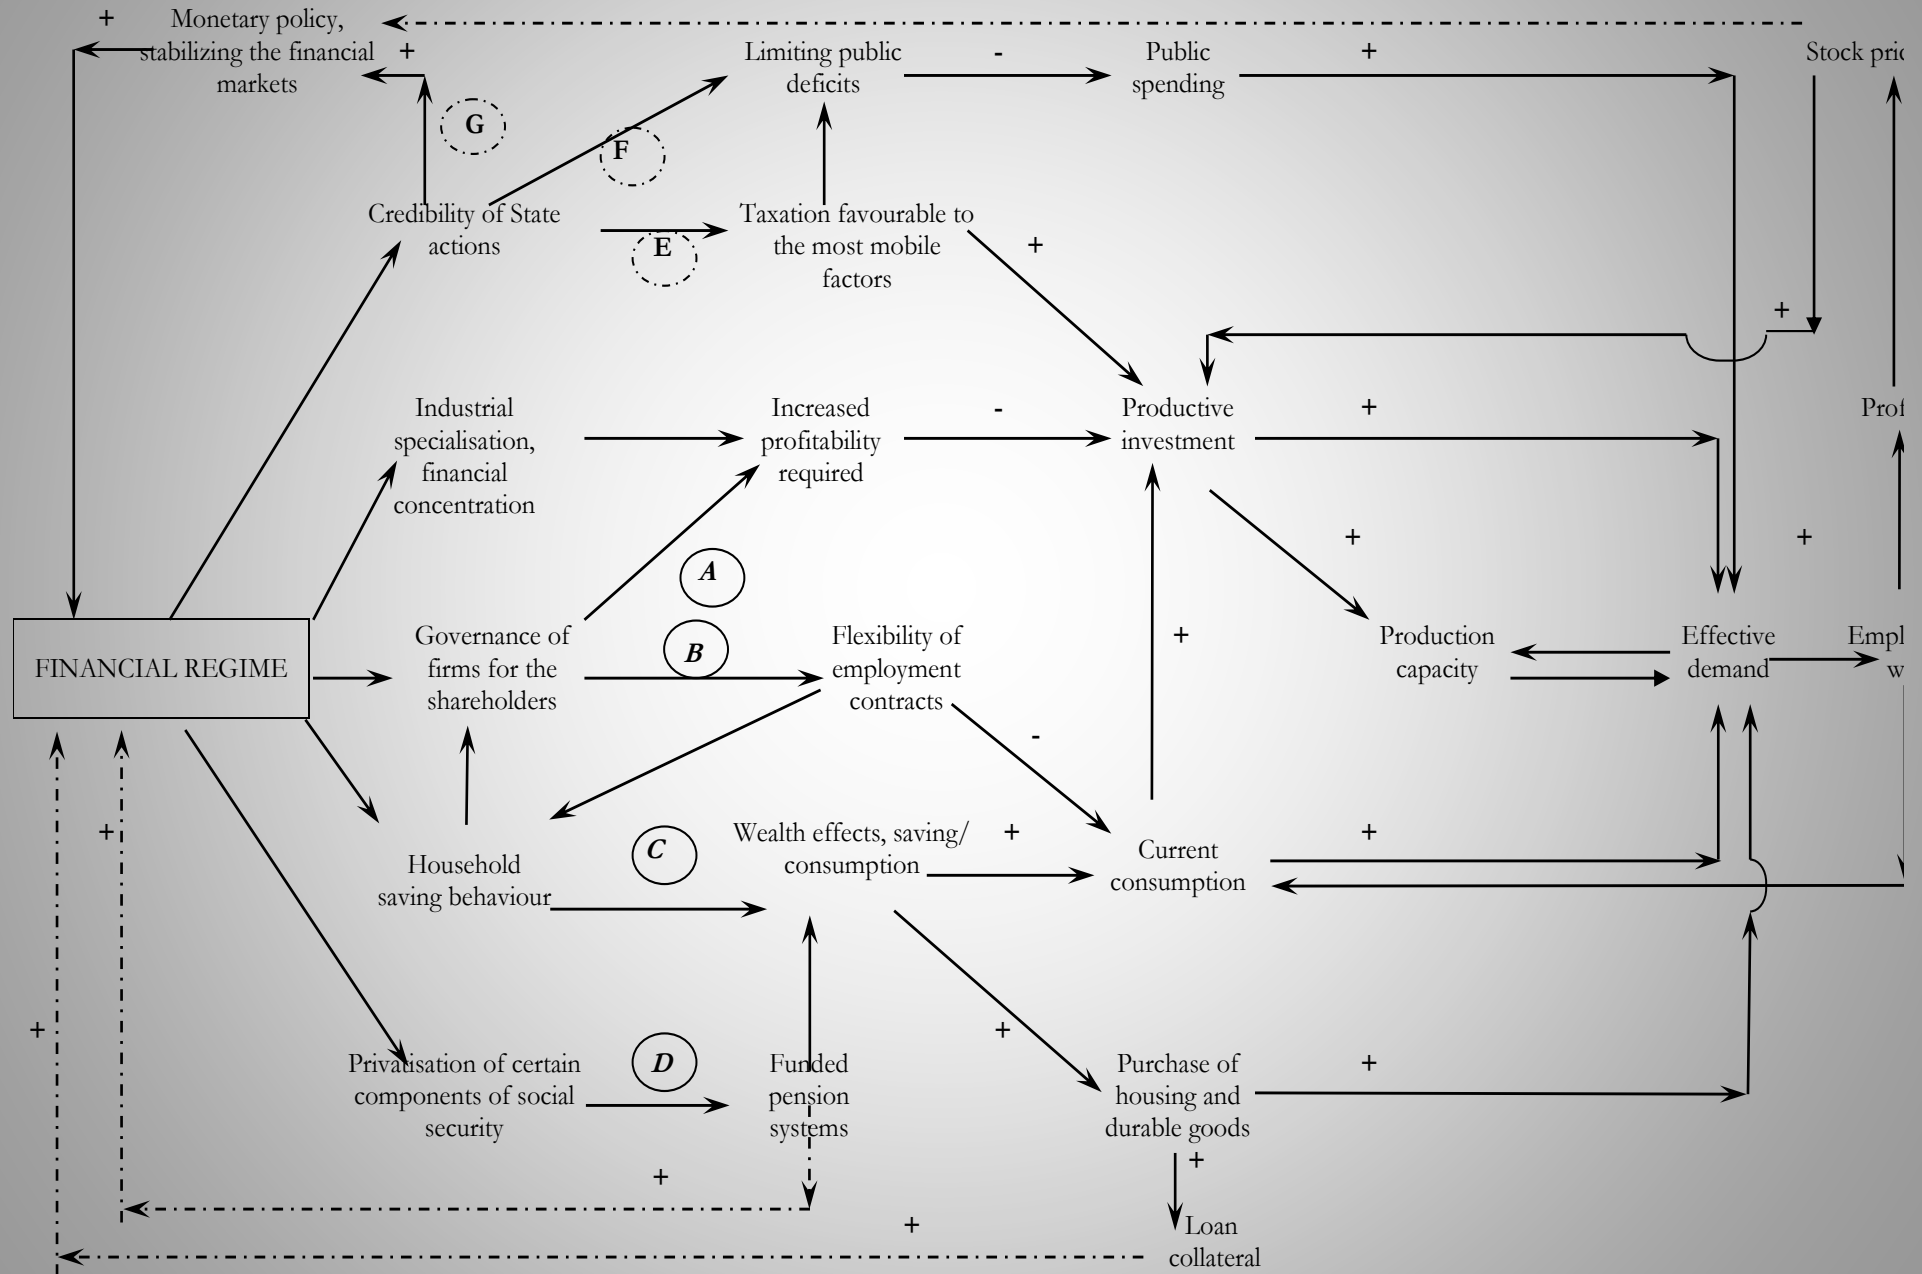 +
Monetary policy,
stabilizing the financial
markets
+
Limiting public
deficits
-
Public
spending
+
Stock pric
G
F
Credibility of State
actions
E
Taxation favourable to
the most mobile
factors
+
+
Industrial
specialisation,
financial
concentration
Increased
profitability
required
-
Productive
investment
+
Prof
+
+
A
FINANCIAL REGIME
Governance of
firms for the
shareholders
B
Flexibility of
employment
contracts
+
Production
capacity
Effective
demand
Empl
w
-
+
Household
saving behaviour
C
Wealth effects, saving/
consumption
+
Current
consumption
+
+
+
Privatisation of certain
components of social
security
D
Funded
pension
systems
Purchase of
housing and
durable goods
+
+
+
+
Loan
collateral